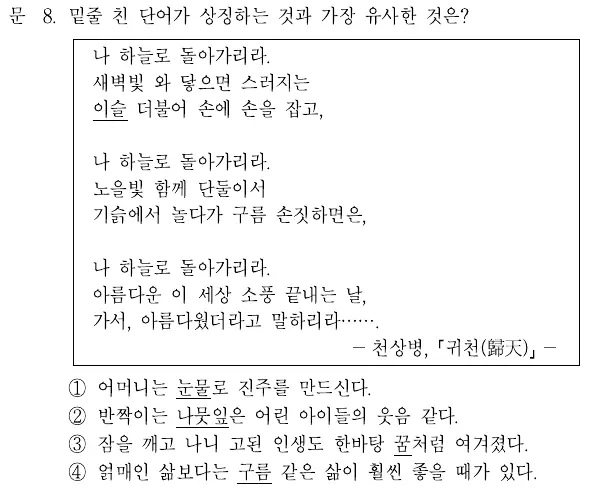 문 8. 밑줄 친 단어가 상징하는 것과 가장 유사한 것은?
나 하늘로 돌아가리라.
새벽빛 와 닿으면 스러지는
이슬 더불어 손에 손을 잡고,
나 하늘로 돌아가리라.
노을빛 함께 단둘이서
기슭에서 놀다가 구름 손짓하면은,
나 하늘로 돌아가리라.
아름다운 이 세상 소풍 끝내는 날,
가서, 아름다웠더라고 말하리라…….
- 천상병, 「귀천(歸天)」 -
① 어머니는 눈물로 진주를 만드신다.
② 반짝이는 나뭇잎은 어린 아이들의 웃음 같다.
③ 잠을 깨고 나니 고된 인생도 한바탕 꿈처럼 여겨졌다.
④ 얽매인 삶보다는 구름 같은 삶이 훨씬 좋을 때가 있다.